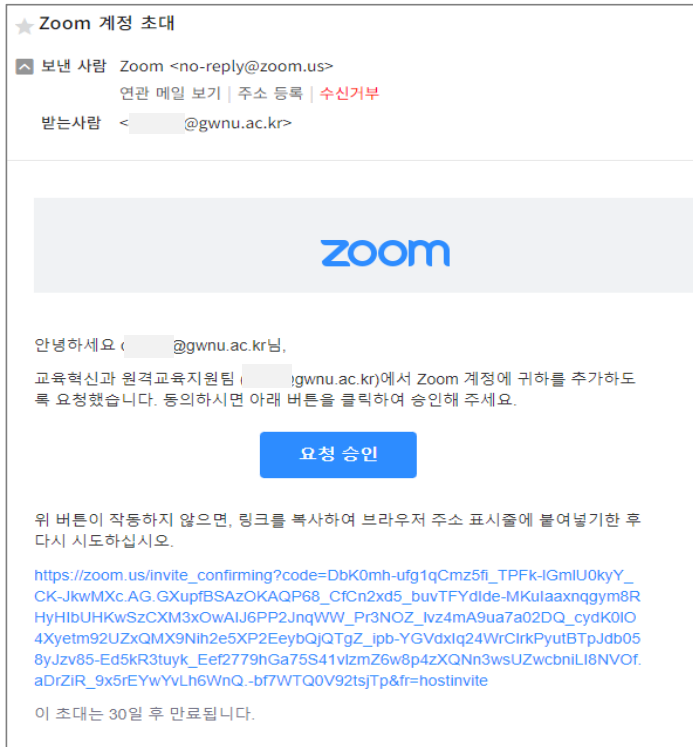 Zoom 계정 초대
보낸 사람 Zoom <no-reply@zoom.us>
연관 메일 보기 | 주소 등록 | 수신거부
받는사람 < @gwnu.ac.kr>
zoom
안녕하세요 @gwnu.ac.kr님,
교육혁신과 원격교육지원팀 ( gwnu.ac.kr)에서 Zoom 계정에 귀하를 추가하도
록 요청했습니다. 동의하시면 아래 버튼을 클릭하여 승인해 주세요.
요청 승인
위 버튼이 작동하지 않으면, 링크를 복사하여 브라우저 주소 표시줄에 붙여넣기한 후
다시 시도하십시오.
https://zoom.us/invite_confirming?code=DbK0mh-ufg1qCmz5fi_TPFk-lGmlU0kyY_
CK-JkwMXc.AG.GXupfBSAzOKAQP68_CfCn2xd5_buvTFYdIde-MKulaaxnqgym8R
HyHIbUHKwSzCXM3xOwAIJ6PP2JnqWW_Pr3NOZ_lvz4mA9ua7a02DQ_cydK0lO
4Xyetm92UZxQMX9Nih2e5XP2EeybQjQTgZ_ipb-YGVdxIq24WrClrkPyutBTpJdb05
8yJzv85-Ed5kR3tuyk_Eef2779hGa75S41vlzmZ6w8p4zXQNn3wsUZwcbniLI8NVOf.
aDrZiR_9x5rEYwYvLh6WnQ.-bf7WTQ0V92tsjTp&fr=hostinvite
이 초대는 30일 후 만료됩니다.